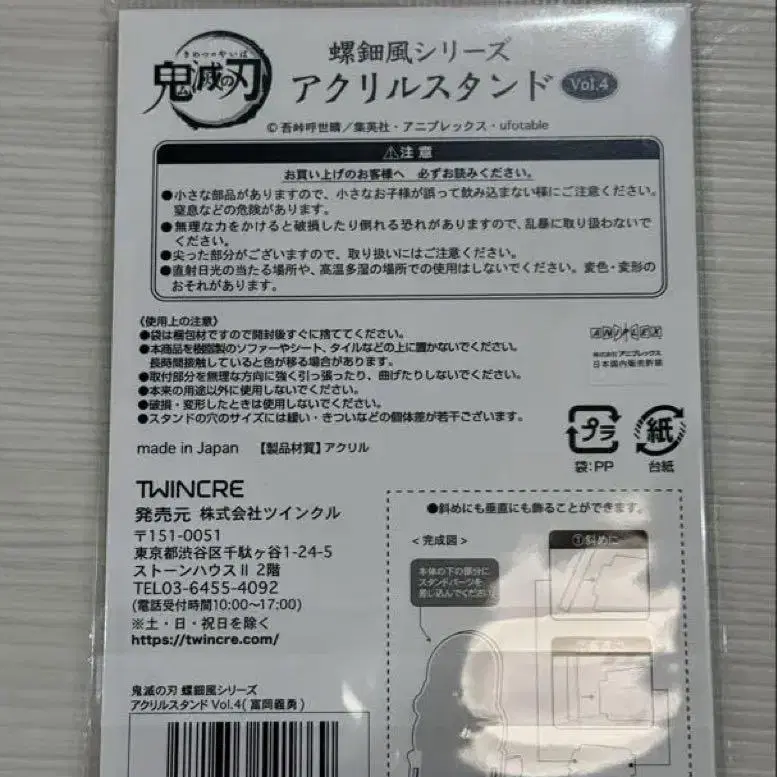 きめつのやいば
鬼滅の刃
螺鈿風シリーズ
アクリルスタンド Vol.4
© 吾峠呼世晴／集英社・アニプレックス・ufotable
⚠注意
お買い上げのお客様へ 必ずお読みください。
●小さな部品がありますので、小さなお子様が誤って飲み込まない様にご注意ください。
窒息などの危険があります。
●無理な力をかけると破損したり倒れる恐れがありますので、乱暴に取り扱わないで
ください。
●尖った部分がございますので、取り扱いにはご注意ください。
●直射日光の当たる場所や、高温多湿の場所での使用はしないでください。変色・変形の
おそれがあります。
《使用上の注意》
●袋は梱包材ですので開封後すぐに捨ててください。
●本商品を樹脂製のソファーやシート、タイルなどの上に置かないでください。
長時間接触していると色が移る場合があります。
●取付部分を無理な方向に強く引っ張ったり、曲げたりしないでください。
●本来の用途以外に使用しないでください。
●破損・変形したときは使用しないでください。
●スタンドの穴のサイズには緩い・きついなどの個体差が若干ございます。
ANIPLEX
株式会社アニプレックス
日本国内販売許諾
made in Japan 【製品材質】アクリル
プラ
袋:PP
紙
台紙
TWINCRE
発売元 株式会社ツインクル
〒151-0051
東京都渋谷区千駄ヶ谷1-24-5
ストーンハウスⅡ 2階
TEL03-6455-4092
(電話受付時間10:00〜17:00)
※土・日・祝日を除く
https://twincre.com/
●斜めにも垂直にも飾ることができます。
<完成図>
①斜めに
本体の下の部分に
スタンドパーツを
差し込んでください
鬼滅の刃 螺鈿風シリーズ
アクリルスタンド Vol.4(冨岡義勇)